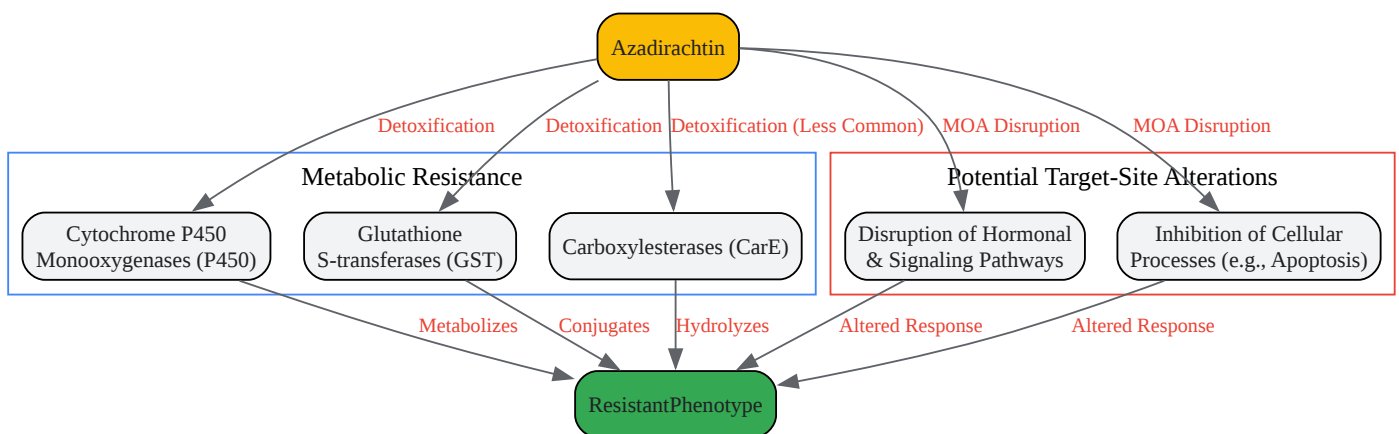 Azadirachtin
Detoxification
Detoxification
Detoxification (Less Common)
MOA Disruption
MOA Disruption
Metabolic Resistance
Potential Target-Site Alterations
Cytochrome P450
Monooxygenases (P450)
Glutathione
S-transferases (GST)
Carboxylesterases (CarE)
Disruption of Hormonal
& Signaling Pathways
Inhibition of Cellular
Processes (e.g., Apoptosis)
Metabolizes
Conjugates
Hydrolyzes
Altered Response
Altered Response
ResistantPhenotype